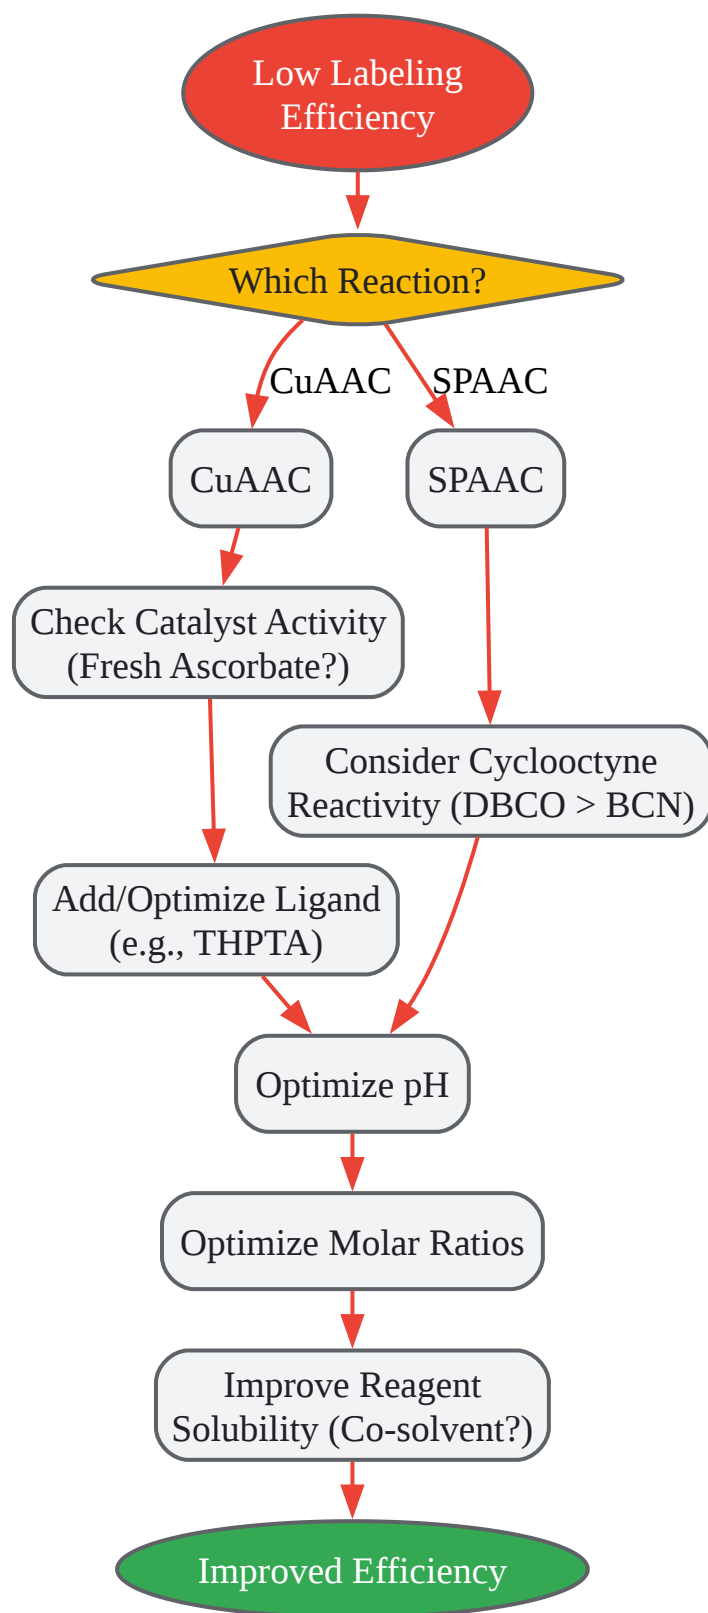 Low Labeling
Efficiency
Which Reaction?
CuAAC
SPAAC
CuAAC
SPAAC
Check Catalyst Activity
(Fresh Ascorbate?)
Consider Cyclooctyne
Reactivity (DBCO > BCN)
Add/Optimize Ligand
(e.g., THPTA)
Optimize pH
Optimize Molar Ratios
Improve Reagent
Solubility (Co-solvent?)
Improved Efficiency